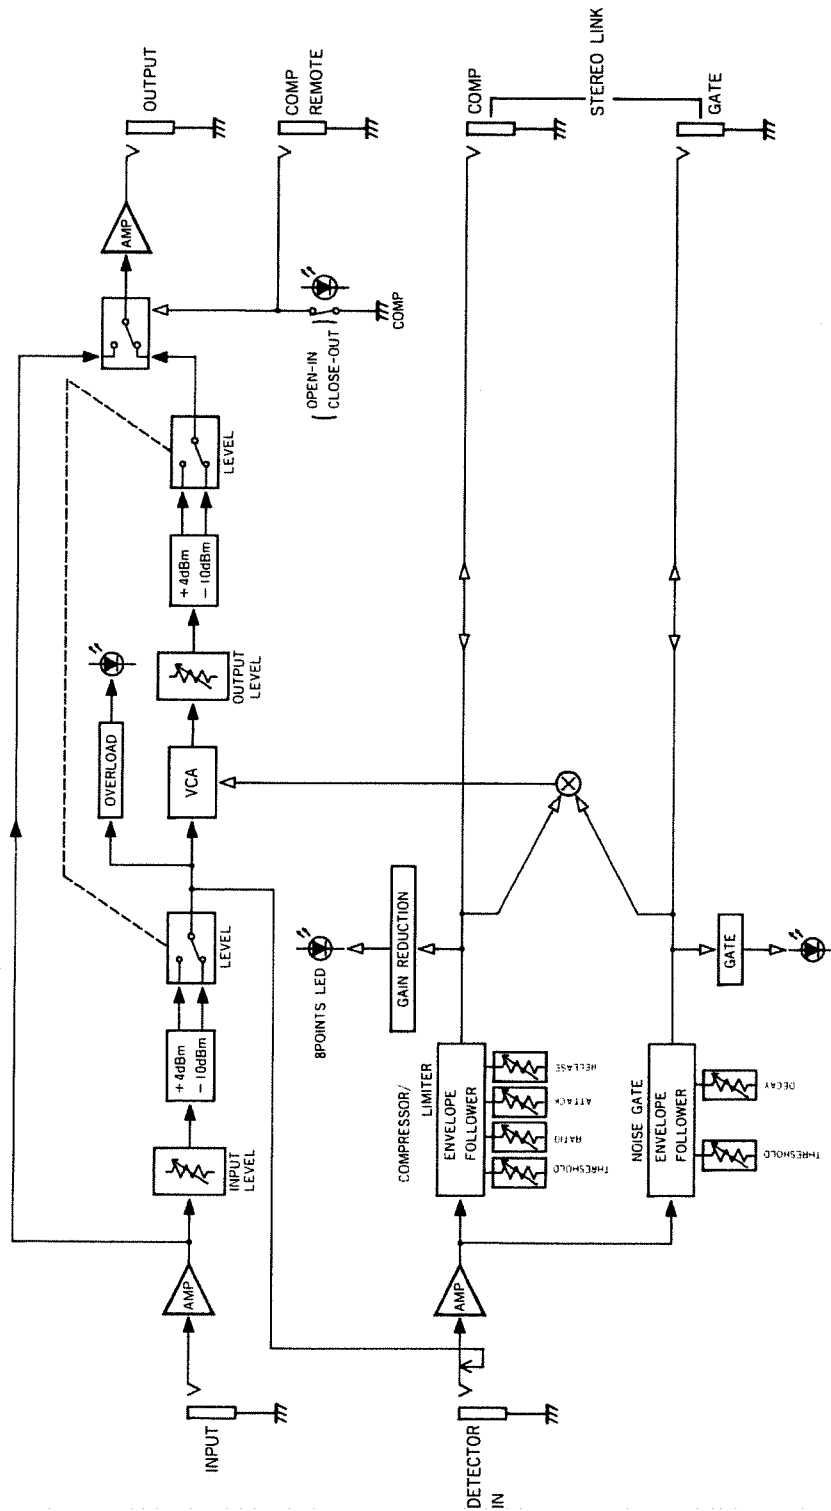 INPUT
AMP
INPUT
LEVEL
+4dBm
-10dBm
LEVEL
OVERLOAD
VCA
OUTPUT
LEVEL
+4dBm
-10dBm
LEVEL
AMP
OUTPUT
COMP
REMOTE
(OPEN-IN
CLOSE-OUT)
COMP
DETECTOR
IN
AMP
COMPRESSOR/
LIMITER
ENVELOPE
FOLLOWER
THRESHOLD
RATIO
ATTACK
RELEASE
8POINTS LED
GAIN REDUCTION
COMP
STEREO LINK
GATE
NOISE GATE
ENVELOPE
FOLLOWER
THRESHOLD
DECAY
GATE